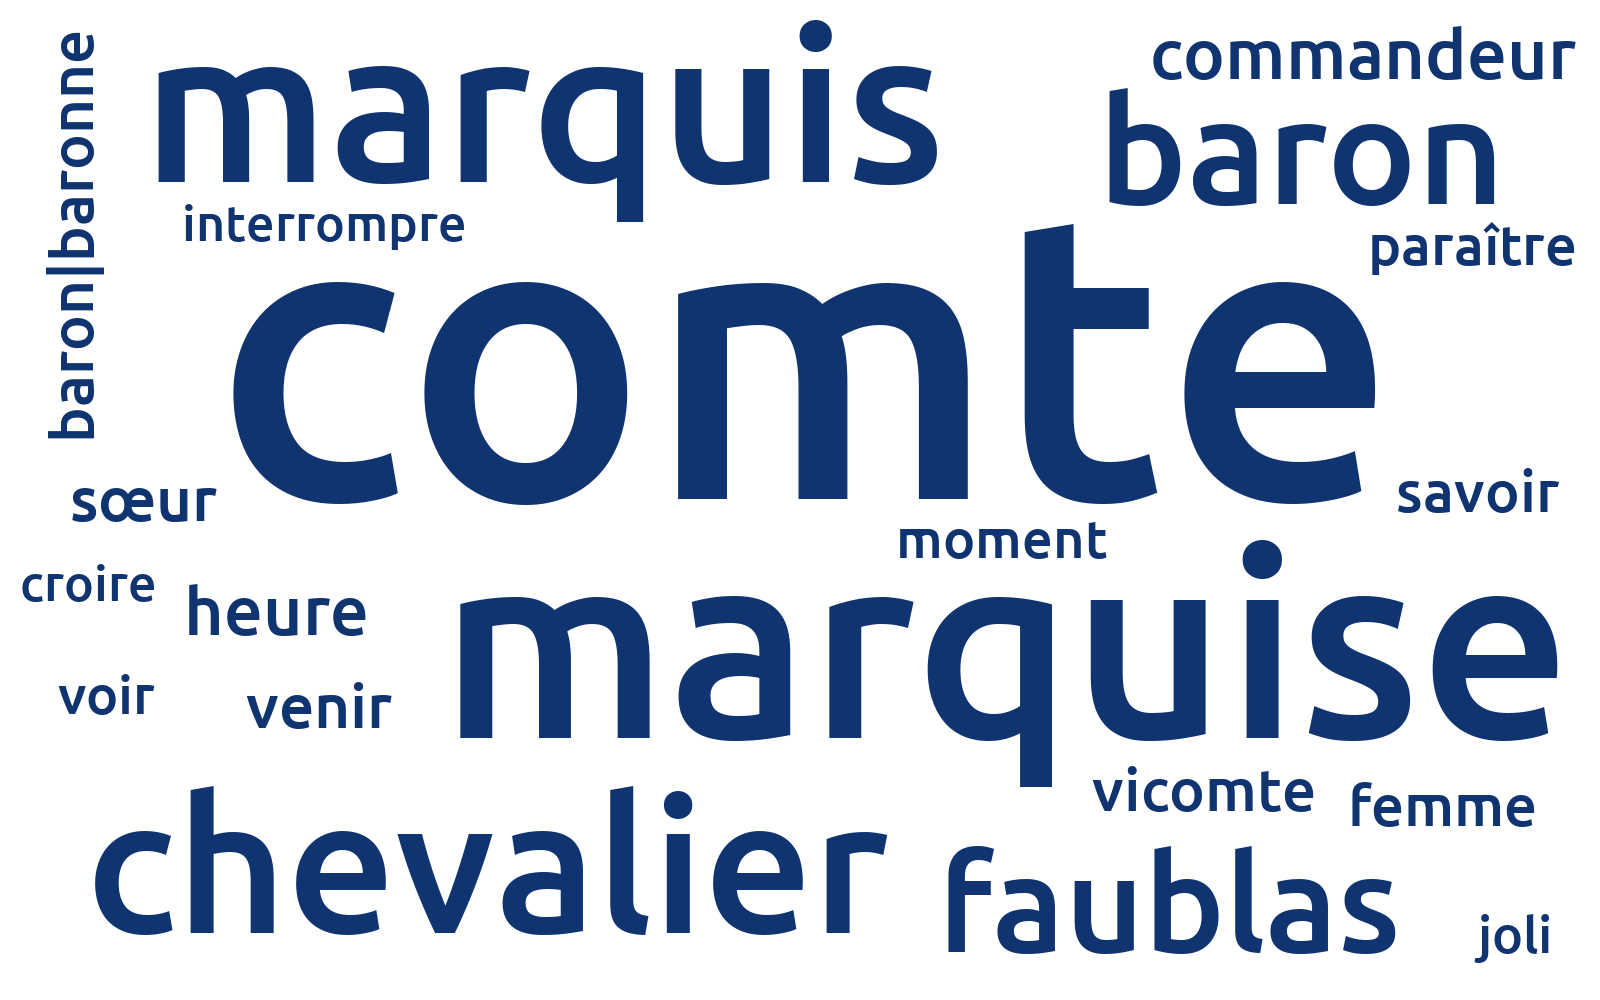 marquis
commandeur
baron
baron|baronne
interrompre
paraître
comte
sœur
savoir
moment
croire
heure
marquise
voir
venir
vicomte
femme
chevalier
faublas
joli